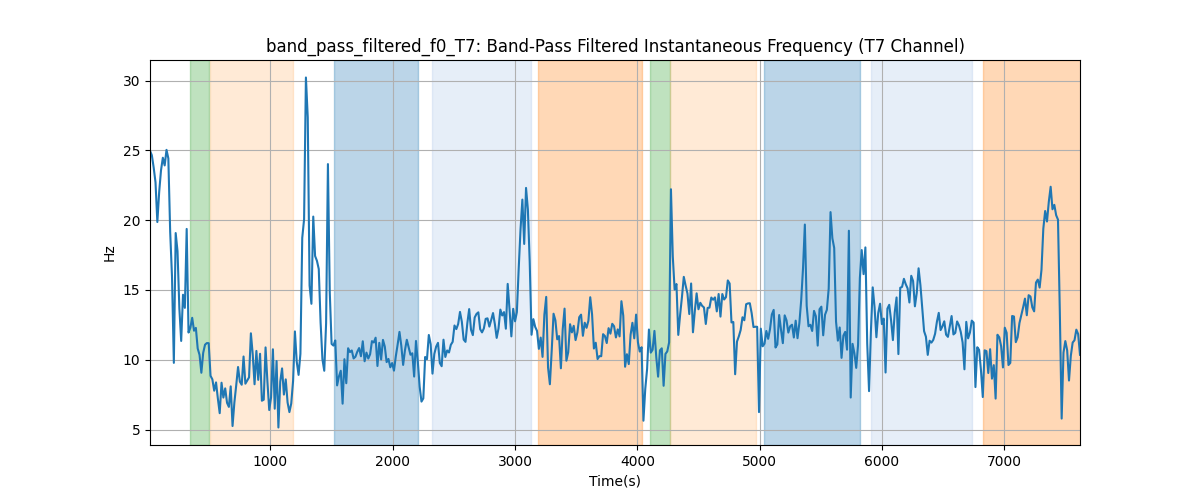 band_pass_filtered_f0_T7: Band-Pass Filtered Instantaneous Frequency (T7 Channel)
30
25
20
15
10
5
Hz
1000 2000 3000 4000 5000 6000 7000
Time(s)